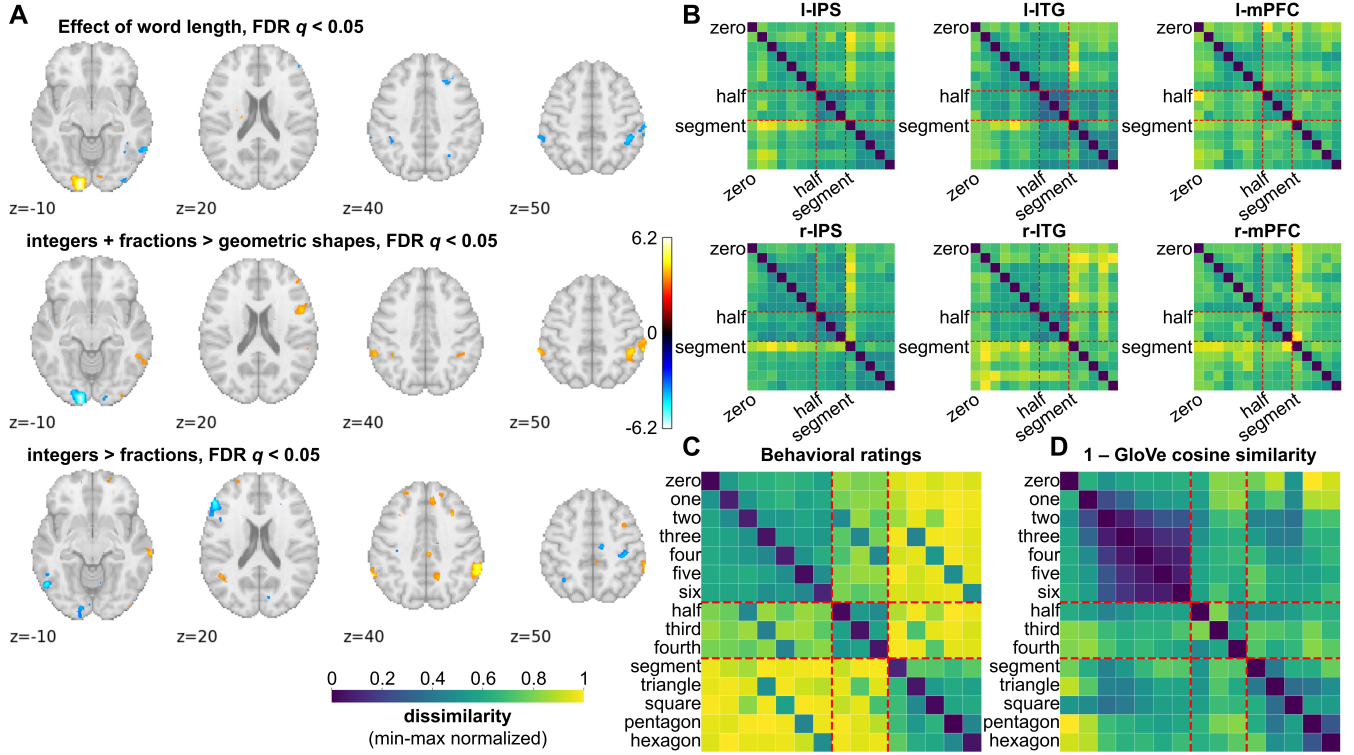 A
Effect of word length, FDR q < 0.05
z=-10
z=20
z=40
z=50
integers + fractions > geometric shapes, FDR q < 0.05
6.2
0
-6.2
z=-10
z=20
z=40
z=50
integers > fractions, FDR q < 0.05
z=-10
z=20
z=40
z=50
0
0.2
0.4
0.6
0.8
1
dissimilarity
(min-max normalized)
B
l-IPS
zero
half
segment
zero
half
segment
l-ITG
zero
half
segment
zero
half
segment
l-mPFC
zero
half
segment
zero
half
segment
r-IPS
zero
half
segment
zero
half
segment
r-ITG
zero
half
segment
zero
half
segment
r-mPFC
zero
half
segment
zero
half
segment
C
Behavioral ratings
zero
one
two
three
four
five
six
half
third
fourth
segment
triangle
square
pentagon
hexagon
D
1 – GloVe cosine similarity
zero
one
two
three
four
five
six
half
third
fourth
segment
triangle
square
pentagon
hexagon